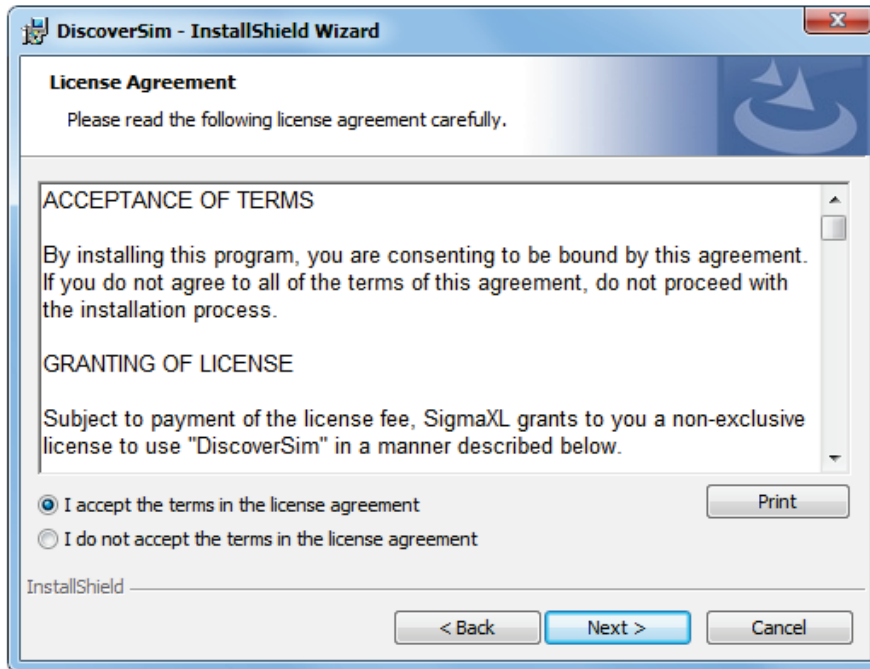 DiscoverSim - InstallShield Wizard
License Agreement
Please read the following license agreement carefully.
ACCEPTANCE OF TERMS
By installing this program, you are consenting to be bound by this agreement.
If you do not agree to all of the terms of this agreement, do not proceed with
the installation process.
GRANTING OF LICENSE
Subject to payment of the license fee, SigmaXL grants to you a non-exclusive
license to use "DiscoverSim" in a manner described below.
I accept the terms in the license agreement
Print
I do not accept the terms in the license agreement
InstallShield
< Back Next > Cancel